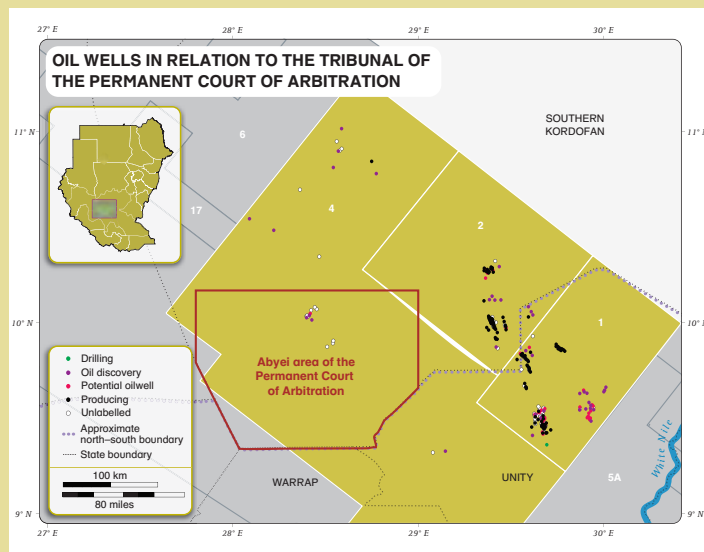 27° E
28° E
29° E
30° E
OIL WELLS IN RELATION TO THE TRIBUNAL OF
THE PERMANENT COURT OF ARBITRATION
11° N
11° N
SOUTHERN
KORDOFAN
6
17
4
2
1
10° N
10° N
Abyei area of the
Permanent Court
of Arbitration
Drilling
Oil discovery
Potential oilwell
Producing
Unlabelled
Approximate
north–south boundary
State boundary
100 km
80 miles
WARRAP
UNITY
5A
White Nile
9° N
9° N
27° E
28° E
29° E
30° E